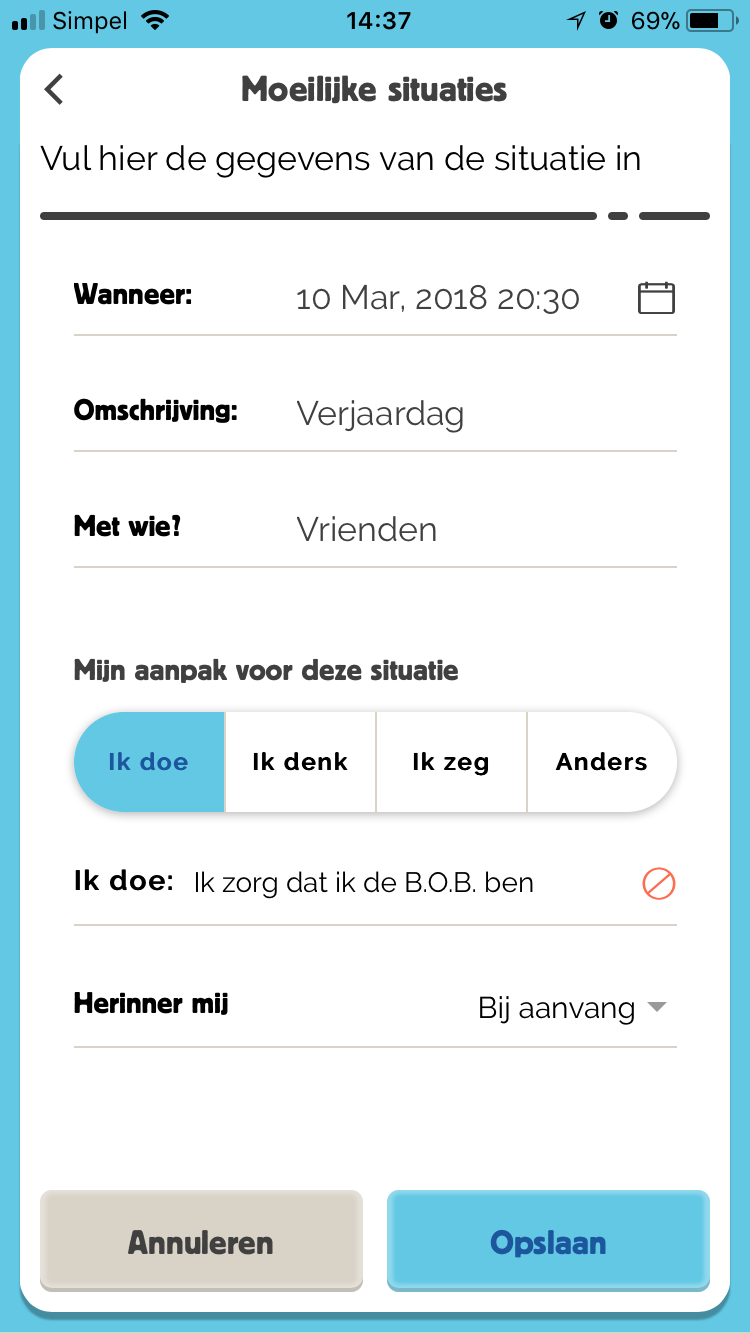 Simpel 14:37 69%
Moeilijke situaties
Vul hier de gegevens van de situatie in
Wanneer: 10 Mar, 2018 20:30
Omschrijving: Verjaardag
Met wie? Vrienden
Mijn aanpak voor deze situatie
Ik doe Ik denk Ik zeg Anders
Ik doe: Ik zorg dat ik de B.O.B. ben
Herinner mij Bij aanvang
Annuleren Opslaan